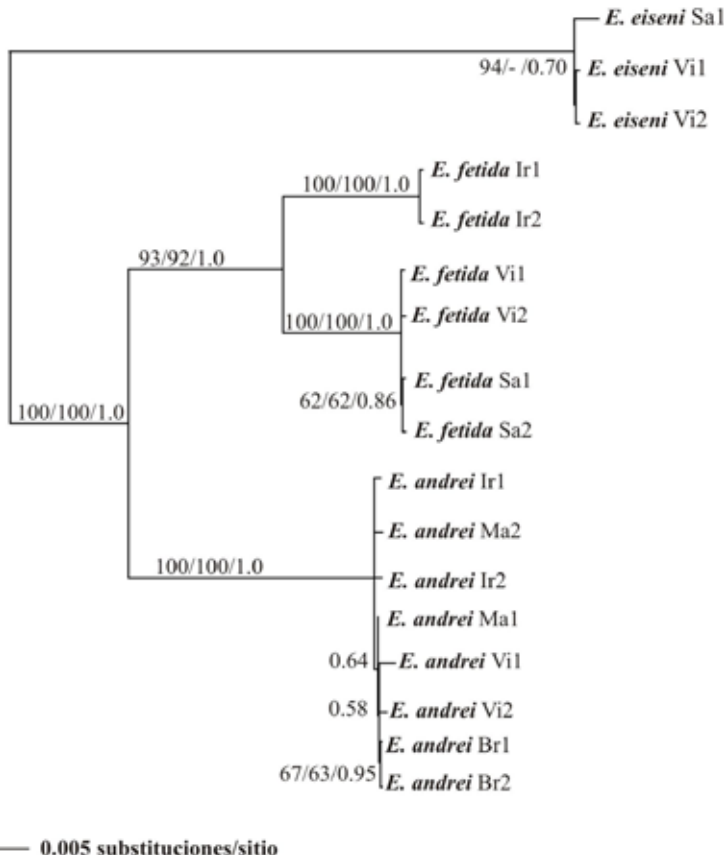 E. eiseni Sa1
94/- /0.70
E. eiseni Vi1
E. eiseni Vi2
E. fetida Ir1
100/100/1.0
E. fetida Ir2
93/92/1.0
E. fetida Vi1
100/100/1.0
E. fetida Vi2
E. fetida Sa1
62/62/0.86
E. fetida Sa2
100/100/1.0
E. andrei Ir1
E. andrei Ma2
100/100/1.0
E. andrei Ir2
E. andrei Ma1
0.64
E. andrei Vi1
0.58
E. andrei Vi2
E. andrei Br1
67/63/0.95
E. andrei Br2
0.005 substituciones/sitio